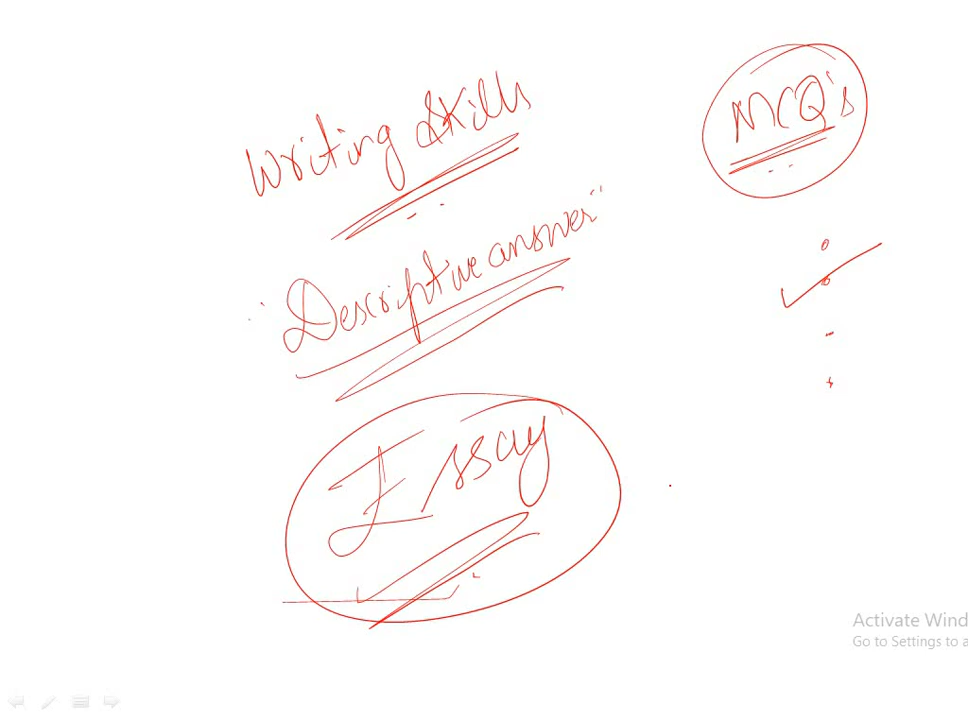 Writing Skills
MCQ's
"Descriptive answer"
Essay
Activate Wind
Go to Settings to a